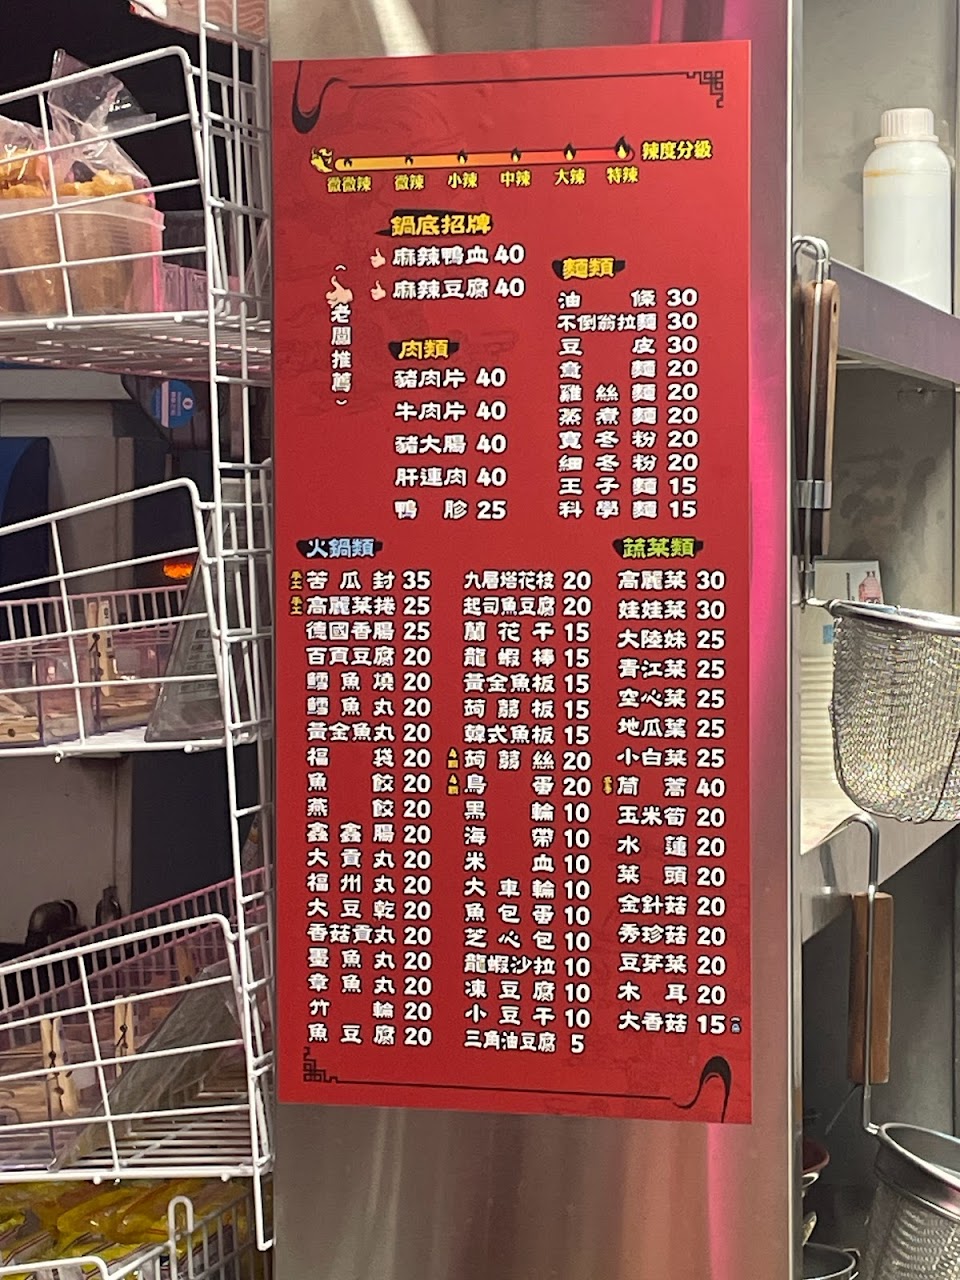 辣度分級
微微辣 微辣 小辣 中辣 大辣 特辣
鍋底招牌
麻辣鴨血 40
麻辣豆腐 40
︵老闆推薦︶
肉類
豬肉片 40
牛肉片 40
豬大腸 40
肝連肉 40
鴨胗 25
麵類
油條 30
不倒翁拉麵 30
豆皮 30
意麵 20
雞絲麵 20
蒸煮麵 20
寬冬粉 20
細冬粉 20
王子麵 15
科學麵 15
火鍋類
手工 苦瓜封 35
手工 高麗菜捲 25
德國香腸 25
百頁豆腐 20
鱈魚燒 20
鱈魚丸 20
黃金魚丸 20
福袋 20
魚餃 20
燕餃 20
鑫鑫腸 20
大貢丸 20
福州丸 20
大豆乾 20
香菇貢丸 20
墨魚丸 20
章魚丸 20
竹輪 20
魚豆腐 20
九層塔花枝 20
起司魚豆腐 20
蘭花干 15
龍蝦棒 15
黃金魚板 15
蒟蒻板 15
韓式魚板 15
蒟蒻絲 20
4顆 鳥蛋 20
黑輪 10
海帶 10
米血 10
大車輪 10
魚包蛋 10
芝心包 10
龍蝦沙拉 10
凍豆腐 10
小豆干 10
三角油豆腐 5
蔬菜類
高麗菜 30
娃娃菜 30
大陸妹 25
青江菜 25
空心菜 25
地瓜葉 25
小白菜 25
茼蒿 40
玉米筍 20
水蓮 20
菜頭 20
金針菇 20
秀珍菇 20
豆芽菜 20
木耳 20
大香菇 15